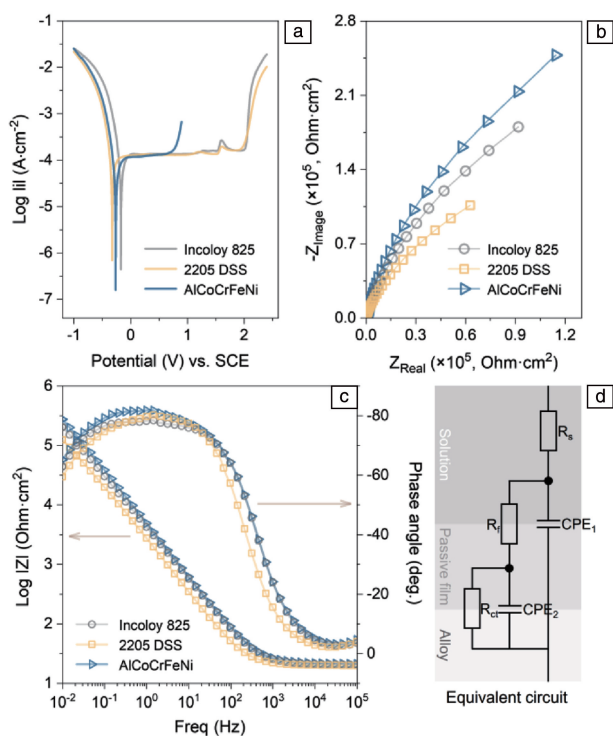 a
Log |i| (A·cm⁻²)
-1
-2
-3
-4
-5
-6
-7
Incoloy 825
2205 DSS
AlCoCrFeNi
-1 0 1 2
Potential (V) vs. SCE
b
-Z_Image (×10⁵, Ohm·cm²)
2.8
2.1
1.4
0.7
0.0
Incoloy 825
2205 DSS
AlCoCrFeNi
0.0 0.3 0.6 0.9 1.2
Z_Real (×10⁵, Ohm·cm²)
c
Log |Z| (Ohm·cm²)
6
5
4
3
2
1
Phase angle (deg.)
-80
-60
-40
-20
0
Incoloy 825
2205 DSS
AlCoCrFeNi
10⁻² 10⁻¹ 10⁰ 10¹ 10² 10³ 10⁴ 10⁵
Freq (Hz)
d
Solution
Passive film
Alloy
R_s
R_f
CPE₁
R_ct
CPE₂
Equivalent circuit